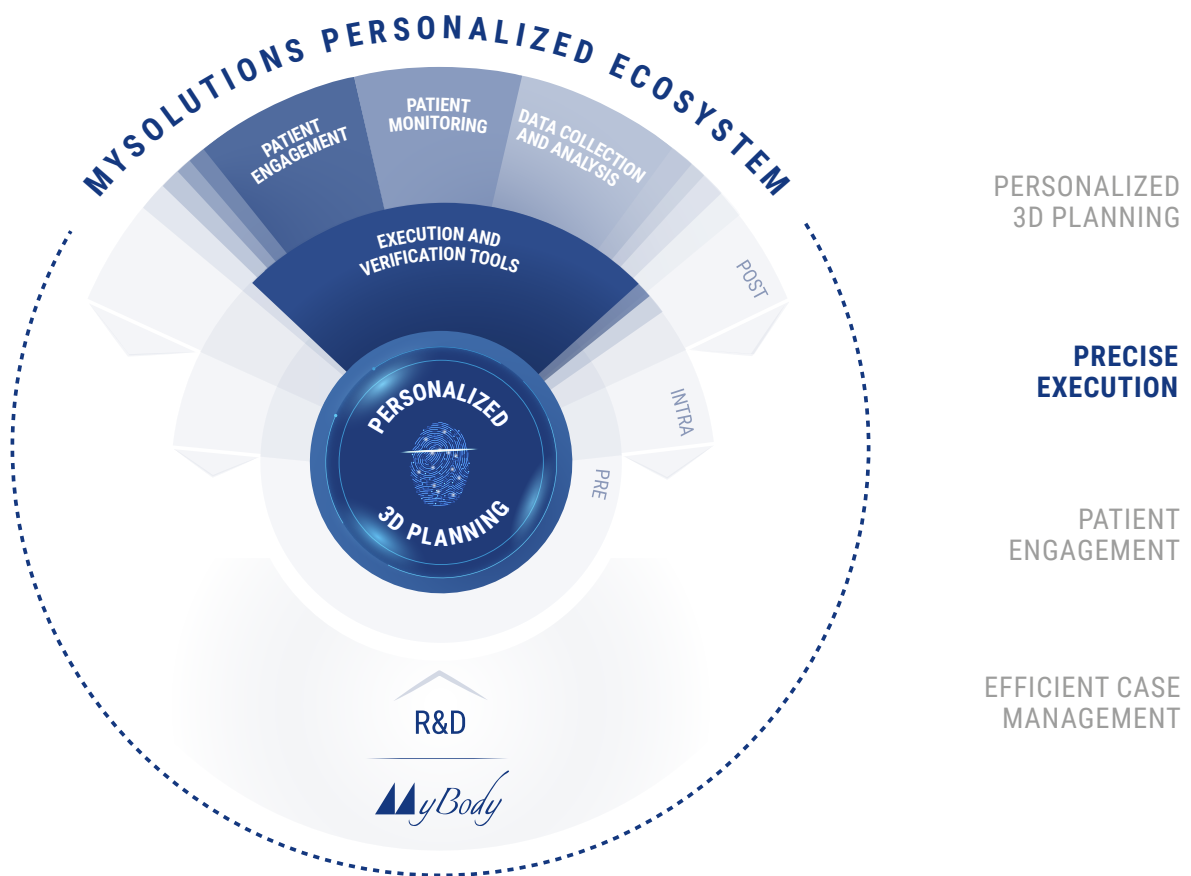 MYSOLUTIONS PERSONALIZED ECOSYSTEM
PATIENT
ENGAGEMENT
PATIENT
MONITORING
DATA COLLECTION
AND ANALYSIS
EXECUTION AND
VERIFICATION TOOLS
POST
INTRA
PRE
PERSONALIZED
3D PLANNING
R&D
MyBody
PERSONALIZED
3D PLANNING
PRECISE
EXECUTION
PATIENT
ENGAGEMENT
EFFICIENT CASE
MANAGEMENT